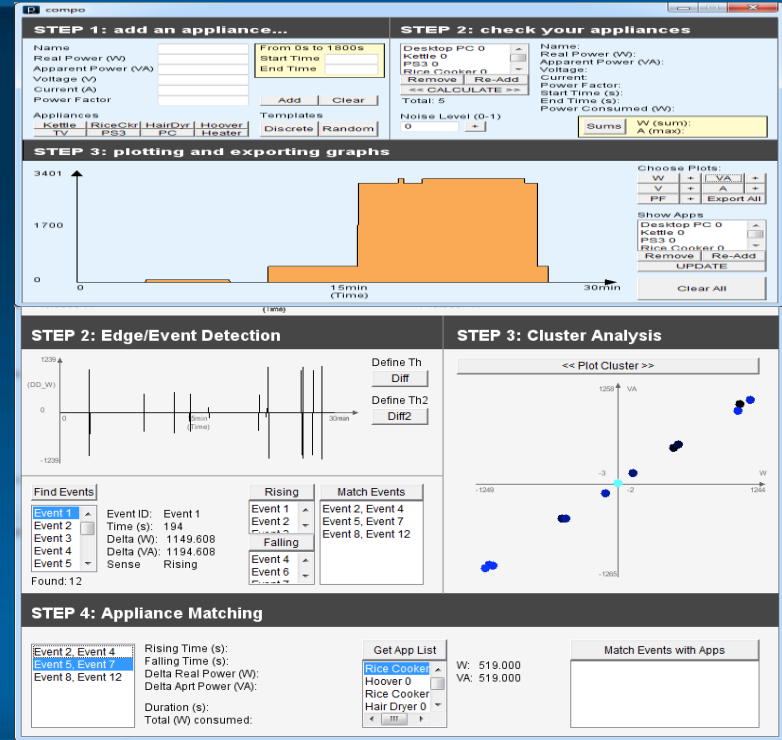 compo
STEP 1: add an appliance...
Name
Real Power (W)
Apparent Power (VA)
Voltage (V)
Current (A)
Power Factor
From 0s to 1800s
Start Time
End Time
Add Clear
Appliances
Kettle RiceCkr HairDyr Hoover
TV PS3 PC Heater
Templates
Discrete Random
STEP 2: check your appliances
Desktop PC 0
Kettle 0
PS3 0
Rice Cooker 0
Remove Re-Add
<< CALCULATE >>
Total: 5
Noise Level (0-1)
0 +
Name:
Real Power (W):
Apparent Power (VA):
Voltage:
Current:
Power Factor:
Start Time (s):
End Time (s):
Power Consumed (W):
Sums W (sum):
A (max):
STEP 3: plotting and exporting graphs
3401
1700
0
0 15min 30min
(Time)
Choose Plots:
W + VA +
V + A +
PF + Export All
Show Apps
Desktop PC 0
Kettle 0
PS3 0
Rice Cooker 0
Remove Re-Add
UPDATE
Clear All
(Time)
STEP 2: Edge/Event Detection
1239
(DD_W)
0
0 15min 30min
(Time)
-1239
Define Th
Diff
Define Th2
Diff2
Find Events
Event 1
Event 2
Event 3
Event 4
Event 5
Found:12
Event ID: Event 1
Time (s): 194
Delta (W): 1149.608
Delta (VA): 1194.608
Sense Rising
Rising
Event 1
Event 2
Falling
Event 4
Event 6
Event 7
Match Events
Event 2, Event 4
Event 5, Event 7
Event 8, Event 12
STEP 3: Cluster Analysis
<< Plot Cluster >>
1258 VA
-3 W
-1249 -2 1244
-1265
STEP 4: Appliance Matching
Event 2, Event 4
Event 5, Event 7
Event 8, Event 12
Rising Time (s):
Falling Time (s):
Delta Real Power (W):
Delta Aprt Power (VA):
Duration (s):
Total (W) consumed:
Get App List
Rice Cooker
Hoover 0
Rice Cooker
Hair Dryer 0
W: 519.000
VA: 519.000
Match Events with Apps